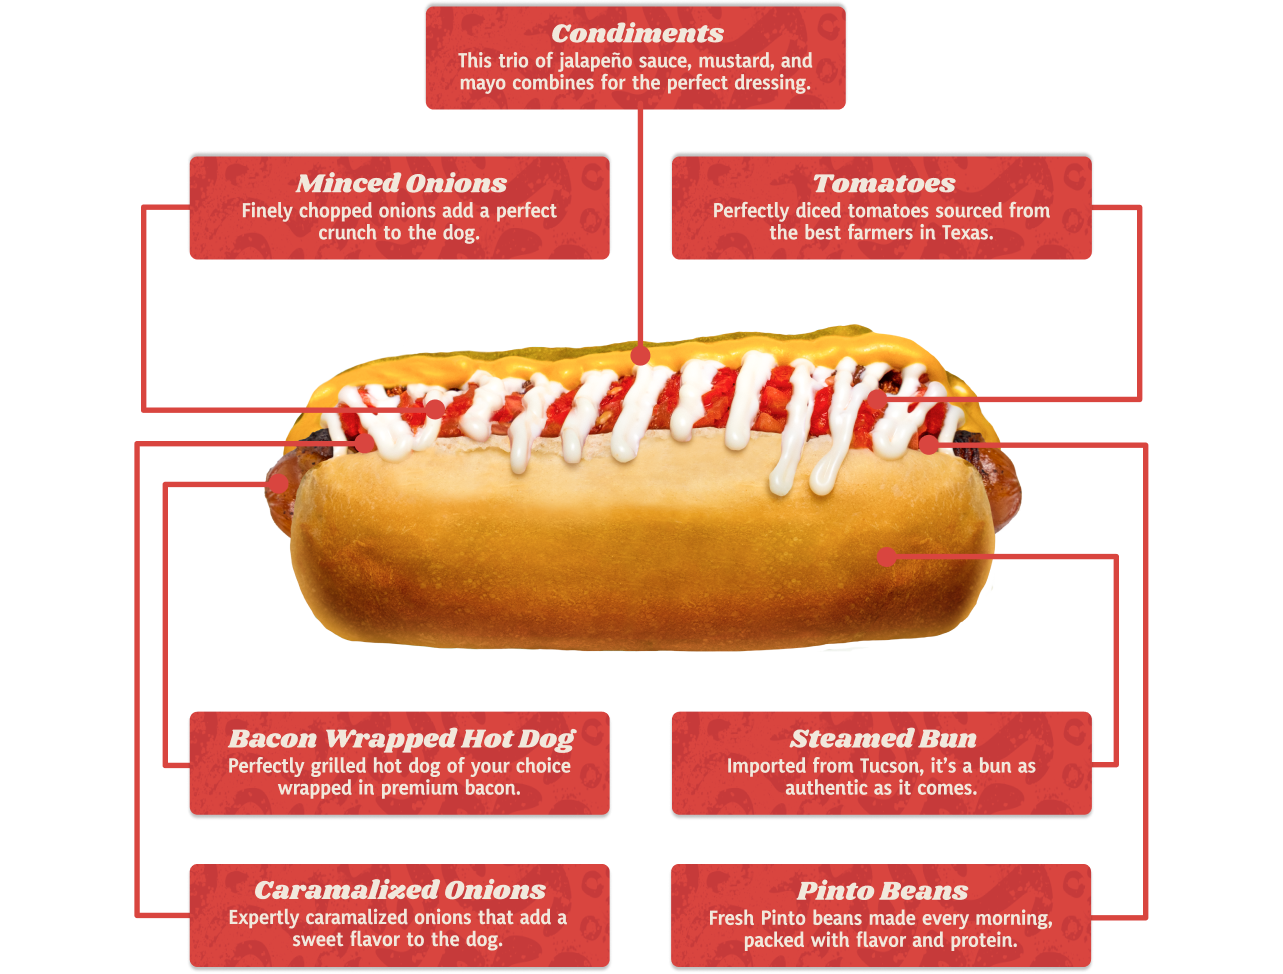 Condiments
This trio of jalapeño sauce, mustard, and
mayo combines for the perfect dressing.
Minced Onions
Finely chopped onions add a perfect
crunch to the dog.
Tomatoes
Perfectly diced tomatoes sourced from
the best farmers in Texas.
Bacon Wrapped Hot Dog
Perfectly grilled hot dog of your choice
wrapped in premium bacon.
Steamed Bun
Imported from Tucson, it's a bun as
authentic as it comes.
Caramalized Onions
Expertly caramalized onions that add a
sweet flavor to the dog.
Pinto Beans
Fresh Pinto beans made every morning,
packed with flavor and protein.